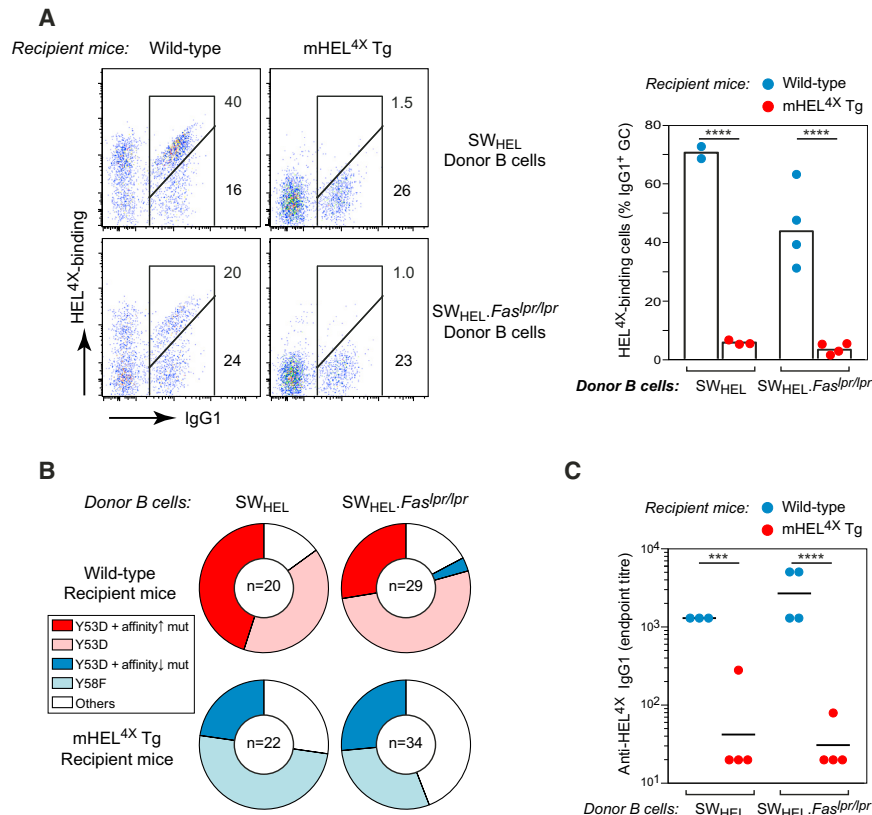 A
Recipient mice: Wild-type mHEL4X Tg
40
16
1.5
26
SWHEL
Donor B cells
20
24
1.0
23
SWHEL.Faslpr/lpr
Donor B cells
HEL4X-binding
IgG1
Recipient mice: Wild-type
mHEL4X Tg
**** ****
80
60
40
20
0
HEL4X-binding cells (% IgG1+ GC)
Donor B cells: SWHEL SWHEL.Faslpr/lpr
B
Donor B cells: SWHEL SWHEL.Faslpr/lpr
Wild-type
Recipient mice
n=20
n=29
Y53D + affinity↑ mut
Y53D
Y53D + affinity↓ mut
Y58F
Others
mHEL4X Tg
Recipient mice
n=22
n=34
C
Recipient mice: Wild-type
mHEL4X Tg
*** ****
104
103
102
101
Anti-HEL4X IgG1 (endpoint titre)
Donor B cells: SWHEL SWHEL.Faslpr/lpr